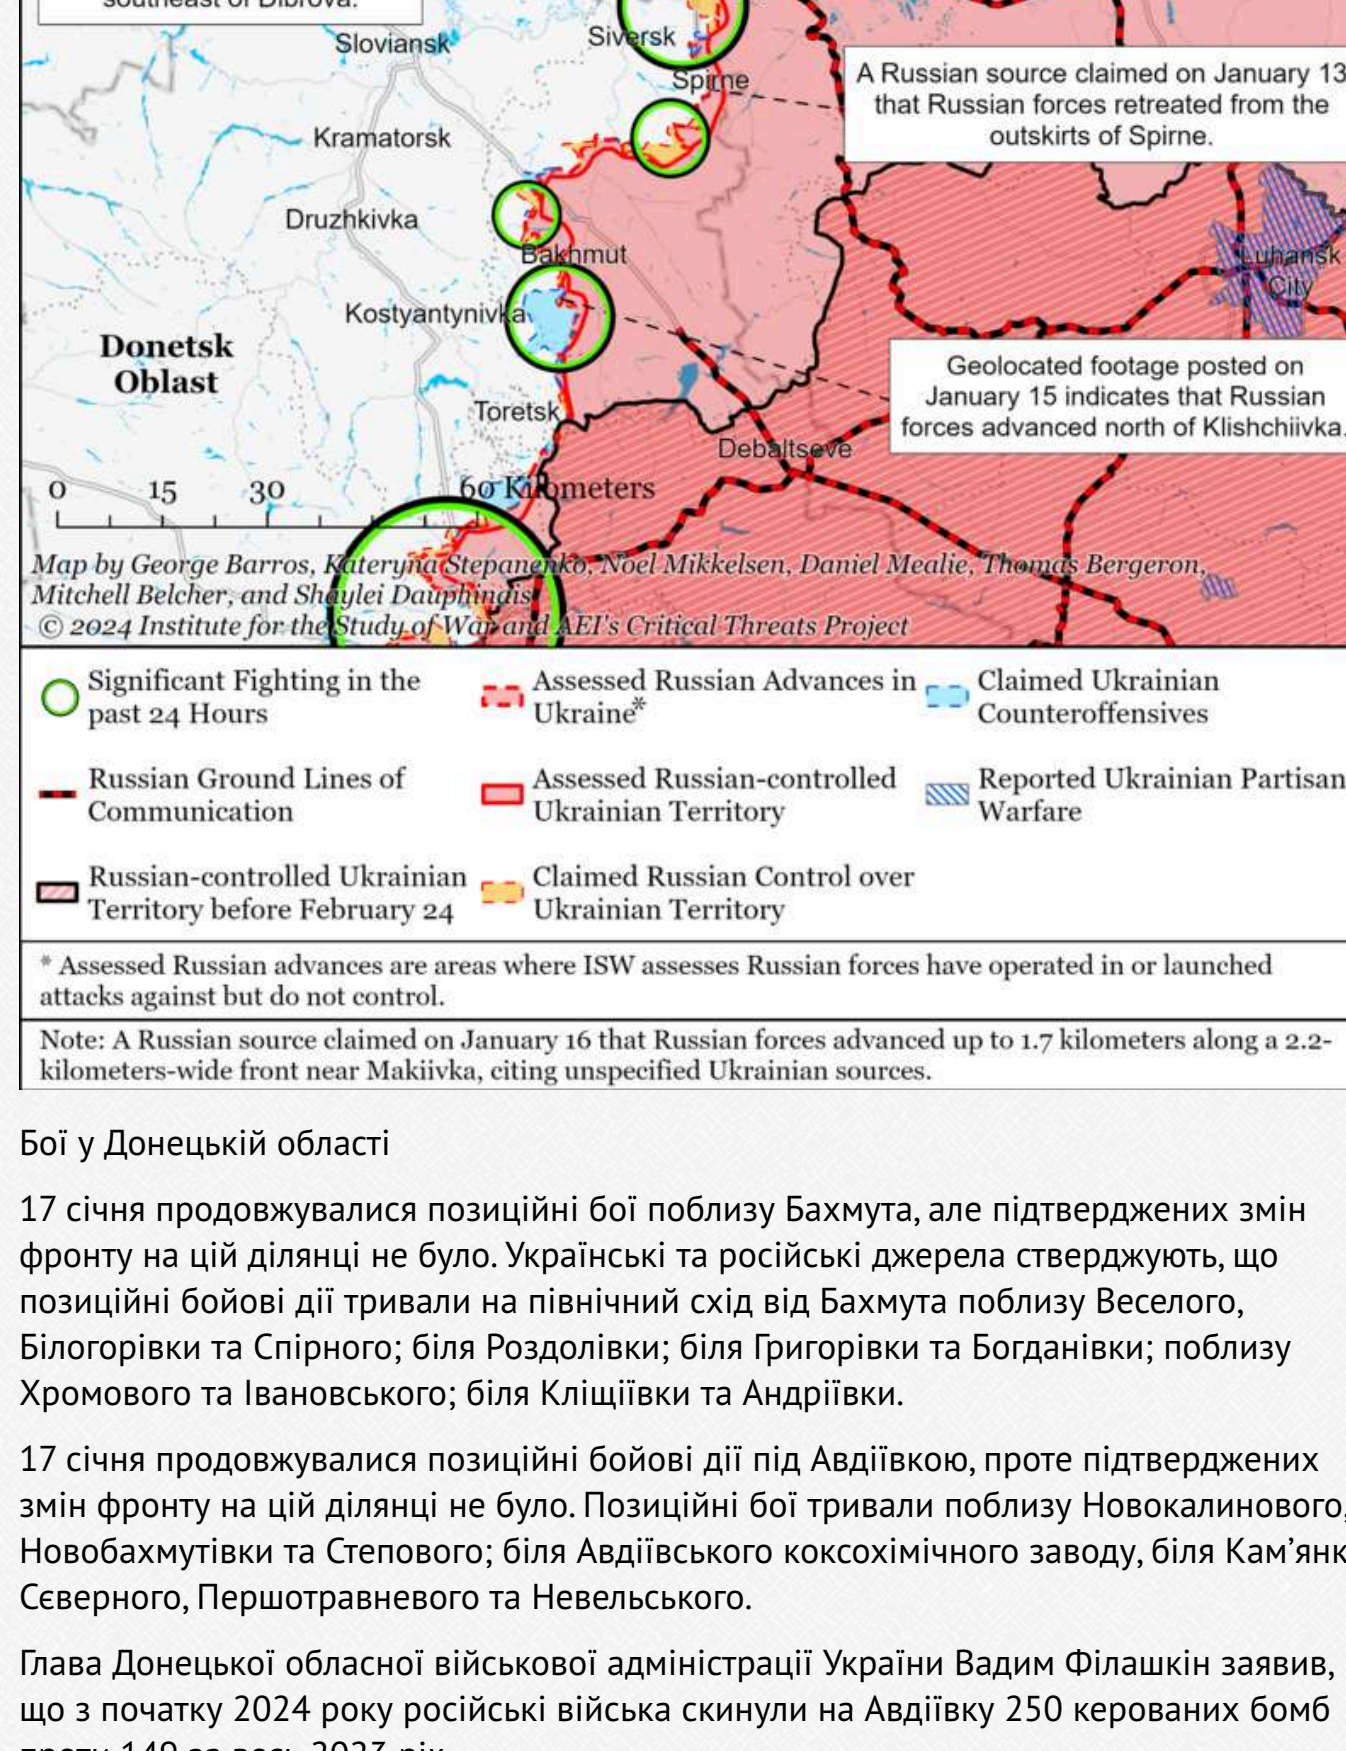 southeast of Dibrova.
Sloviansk
Siversk
Spirne
A Russian source claimed on January 13
that Russian forces retreated from the
outskirts of Spirne.
Kramatorsk
Druzhkivka
Bakhmut
Luhansk
City
Kostyantynivka
Donetsk
Oblast
Geolocated footage posted on
January 15 indicates that Russian
forces advanced north of Klishchiivka.
Toretsk
Debaltseve
0 15 30 60 Kilometers
Map by George Barros, Kateryna Stepanenko, Noel Mikkelsen, Daniel Mealie, Thomas Bergeron,
Mitchell Belcher, and Shaylei Dauphinais
© 2024 Institute for the Study of War and AEI's Critical Threats Project
Significant Fighting in the
past 24 Hours
Assessed Russian Advances in
Ukraine*
Claimed Ukrainian
Counteroffensives
Russian Ground Lines of
Communication
Assessed Russian-controlled
Ukrainian Territory
Reported Ukrainian Partisan
Warfare
Russian-controlled Ukrainian
Territory before February 24
Claimed Russian Control over
Ukrainian Territory
* Assessed Russian advances are areas where ISW assesses Russian forces have operated in or launched
attacks against but do not control.
Note: A Russian source claimed on January 16 that Russian forces advanced up to 1.7 kilometers along a 2.2-
kilometers-wide front near Makiivka, citing unspecified Ukrainian sources.
Бої у Донецькій області
17 січня продовжувалися позиційні бої поблизу Бахмута, але підтверджених змін
фронту на цій ділянці не було. Українські та російські джерела стверджують, що
позиційні бойові дії тривали на північний схід від Бахмута поблизу Веселого,
Білогорівки та Спірного; біля Роздолівки; біля Григорівки та Богданівки; поблизу
Хромового та Івановського; біля Кліщіївки та Андріївки.
17 січня продовжувалися позиційні бойові дії під Авдіївкою, проте підтверджених
змін фронту на цій ділянці не було. Позиційні бої тривали поблизу Новокалинового,
Новобахмутівки та Степового; біля Авдіївського коксохімічного заводу, біля Кам’янк
Сєверного, Першотравневого та Невельського.
Глава Донецької обласної військової адміністрації України Вадим Філашкін заявив,
що з початку 2024 року російські війська скинули на Авдіївку 250 керованих бомб
проти 149 за весь 2023 рік